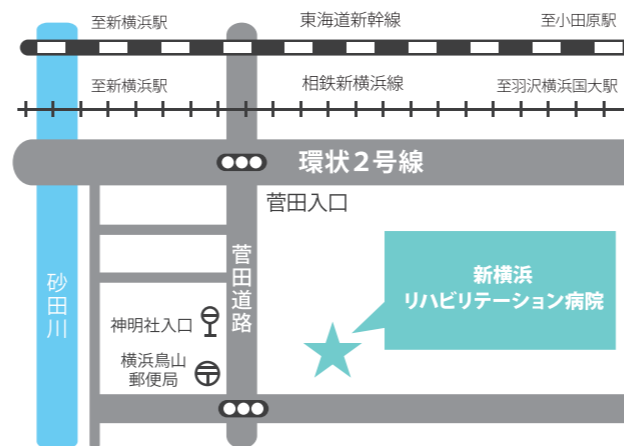 至新横浜駅
東海道新幹線
至小田原駅
至新横浜駅
相鉄新横浜線
至羽沢横浜国大駅
環状２号線
菅田入口
菅田道路
砂田川
新横浜
リハビリテーション病院
神明社入口
横浜鳥山
郵便局